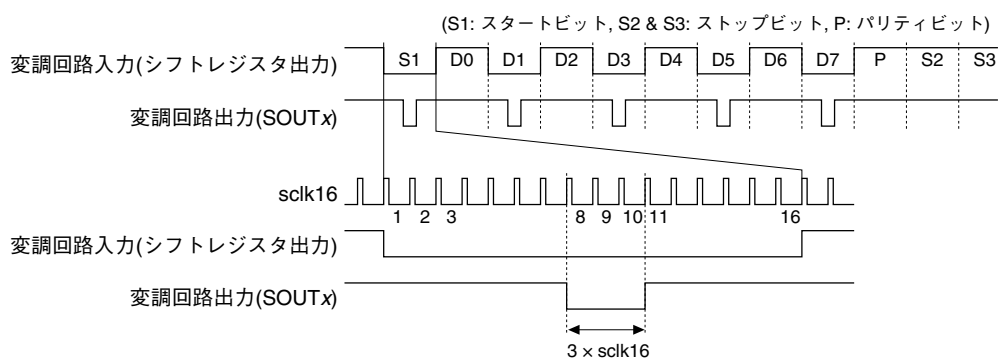 (S1: スタートビット, S2 & S3: ストップビット, P: パリティビット)
変調回路入力(シフトレジスタ出力) S1 D0 D1 D2 D3 D4 D5 D6 D7 P S2 S3
変調回路出力(SOUTx)
sclk16
1 2 3 8 9 10 11 16
変調回路入力(シフトレジスタ出力)
変調回路出力(SOUTx)
3 × sclk16